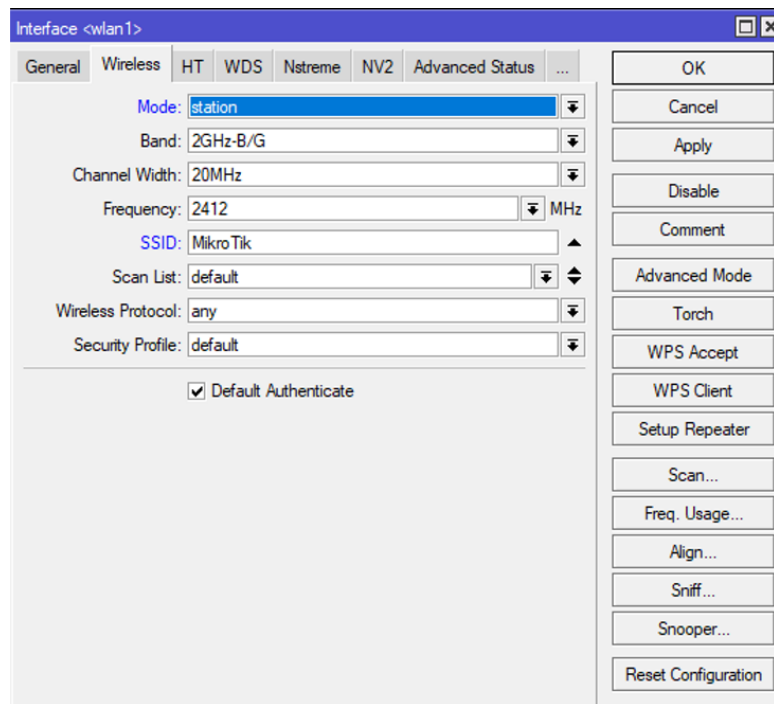 Interface <wlan1>
General Wireless HT WDS Nstreme NV2 Advanced Status ...
Mode: station
Band: 2GHz-B/G
Channel Width: 20MHz
Frequency: 2412 MHz
SSID: MikroTik
Scan List: default
Wireless Protocol: any
Security Profile: default
Default Authenticate
OK
Cancel
Apply
Disable
Comment
Advanced Mode
Torch
WPS Accept
WPS Client
Setup Repeater
Scan...
Freq. Usage...
Align...
Sniff...
Snooper...
Reset Configuration